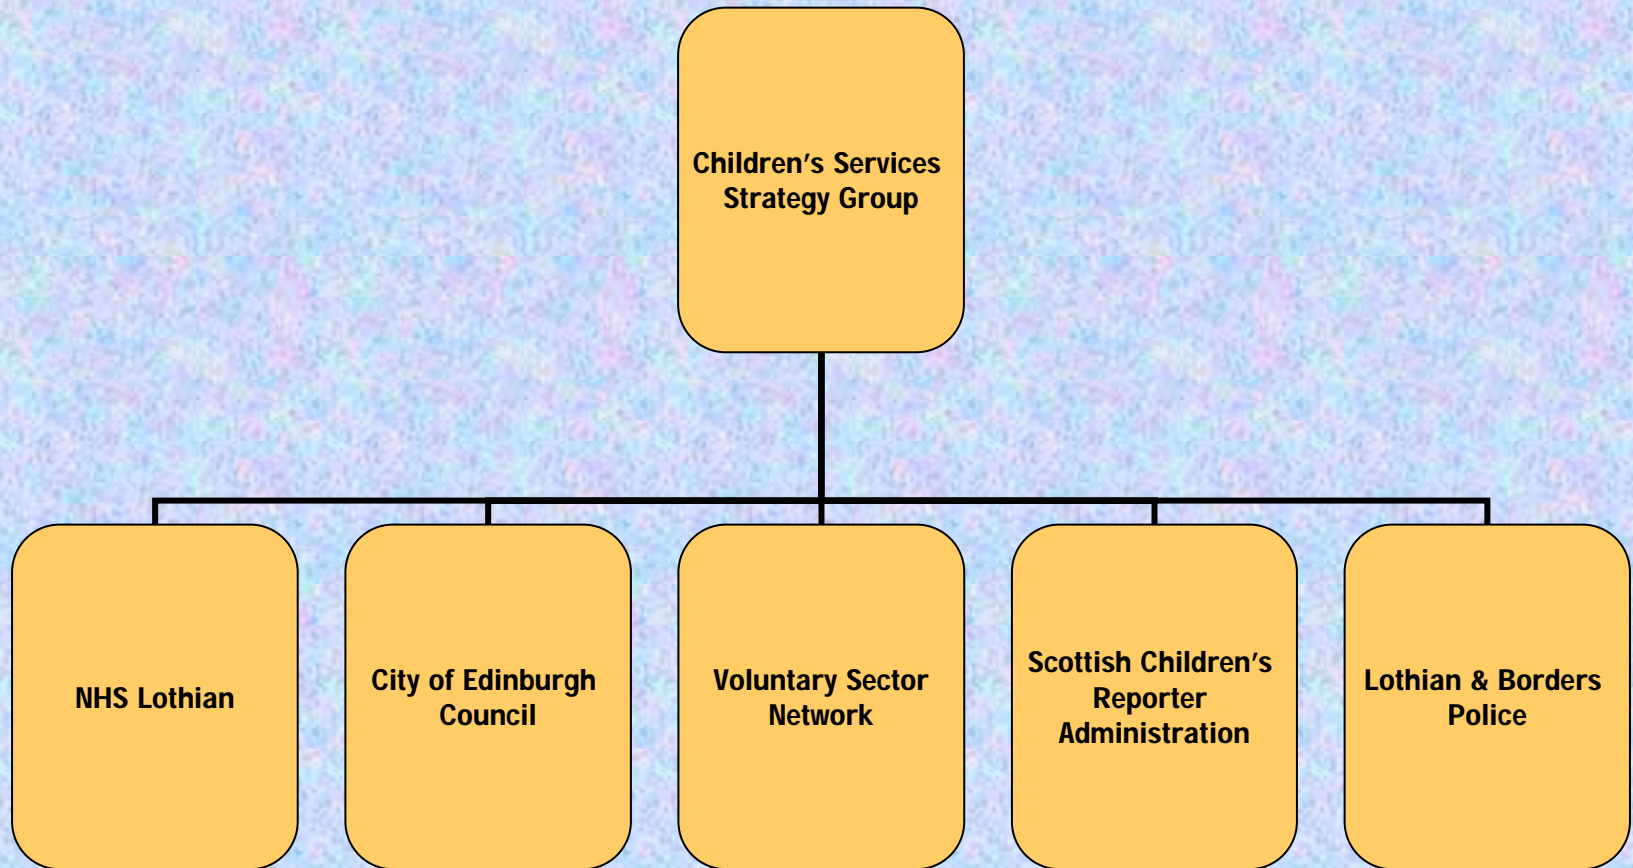 Children's Services
Strategy Group
NHS Lothian
City of Edinburgh
Council
Voluntary Sector
Network
Scottish Children's
Reporter
Administration
Lothian & Borders
Police